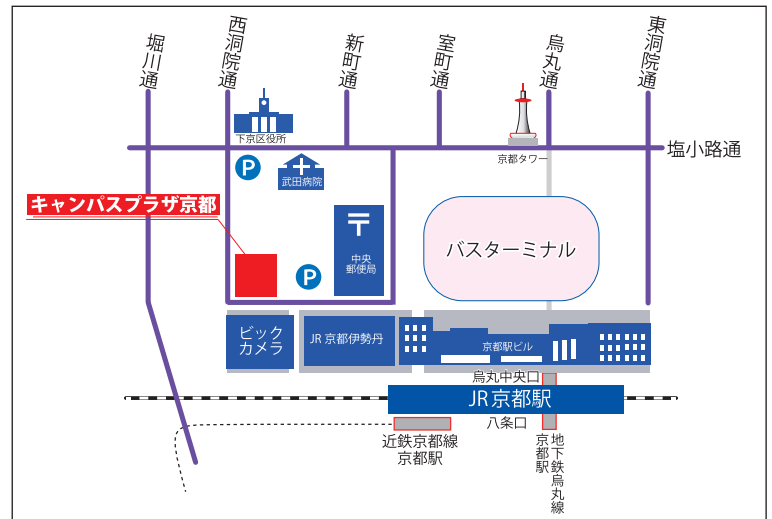 堀川通
西洞院通
新町通
室町通
烏丸通
東洞院通
下京区役所
京都タワー
塩小路通
P
武田病院
キャンパスプラザ京都
〒
中央
郵便局
P
バスターミナル
ビック
カメラ
JR 京都伊勢丹
京都駅ビル
烏丸中央口
JR 京都駅
八条口
近鉄京都線
京都駅
地下鉄烏丸線
京都駅